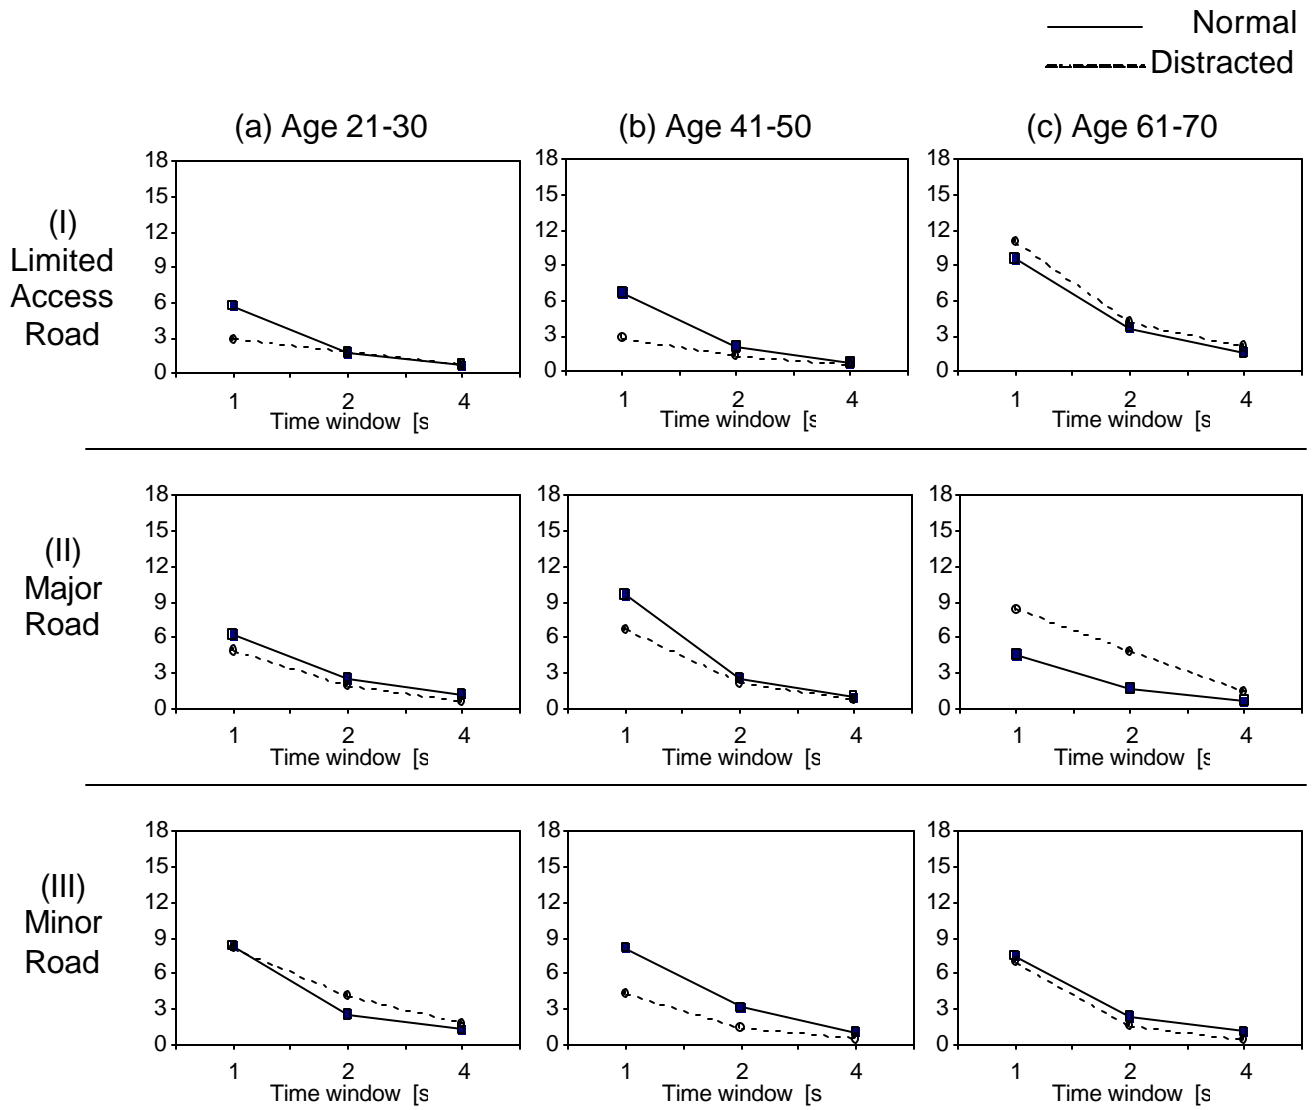 Normal
Distracted
(a) Age 21-30
(b) Age 41-50
(c) Age 61-70
(I)
Limited
Access
Road
18
15
12
9
6
3
0
1 2 4
Time window [s
18
15
12
9
6
3
0
1 2 4
Time window [s
18
15
12
9
6
3
0
1 2 4
Time window [s
(II)
Major
Road
18
15
12
9
6
3
0
1 2 4
Time window [s
18
15
12
9
6
3
0
1 2 4
Time window [s
18
15
12
9
6
3
0
1 2 4
Time window [s
(III)
Minor
Road
18
15
12
9
6
3
0
1 2 4
Time window [s
18
15
12
9
6
3
0
1 2 4
Time window [s
18
15
12
9
6
3
0
1 2 4
Time window [s